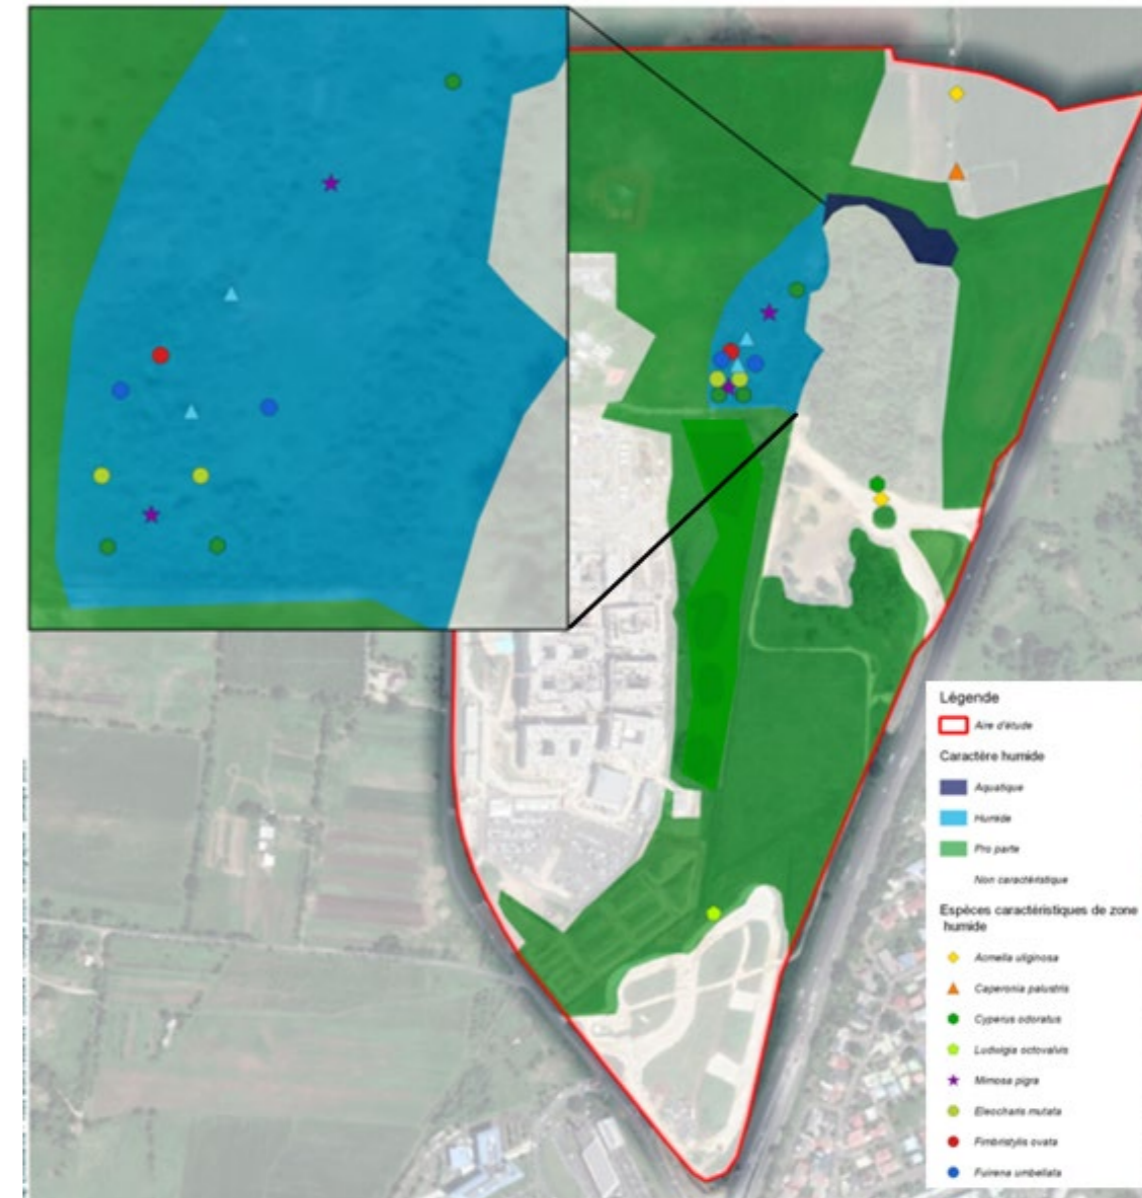 Légende
Aire d'étude
Caractère humide
Aquatique
Humide
Pro parte
Non caractéristique
Espèces caractéristiques de zone
humide
Acmella uliginosa
Caperonia palustris
Cyperus odoratus
Ludwigia octovalvis
Mimosa pigra
Eleocharis mutata
Fimbristylis ovata
Fuirena umbellata